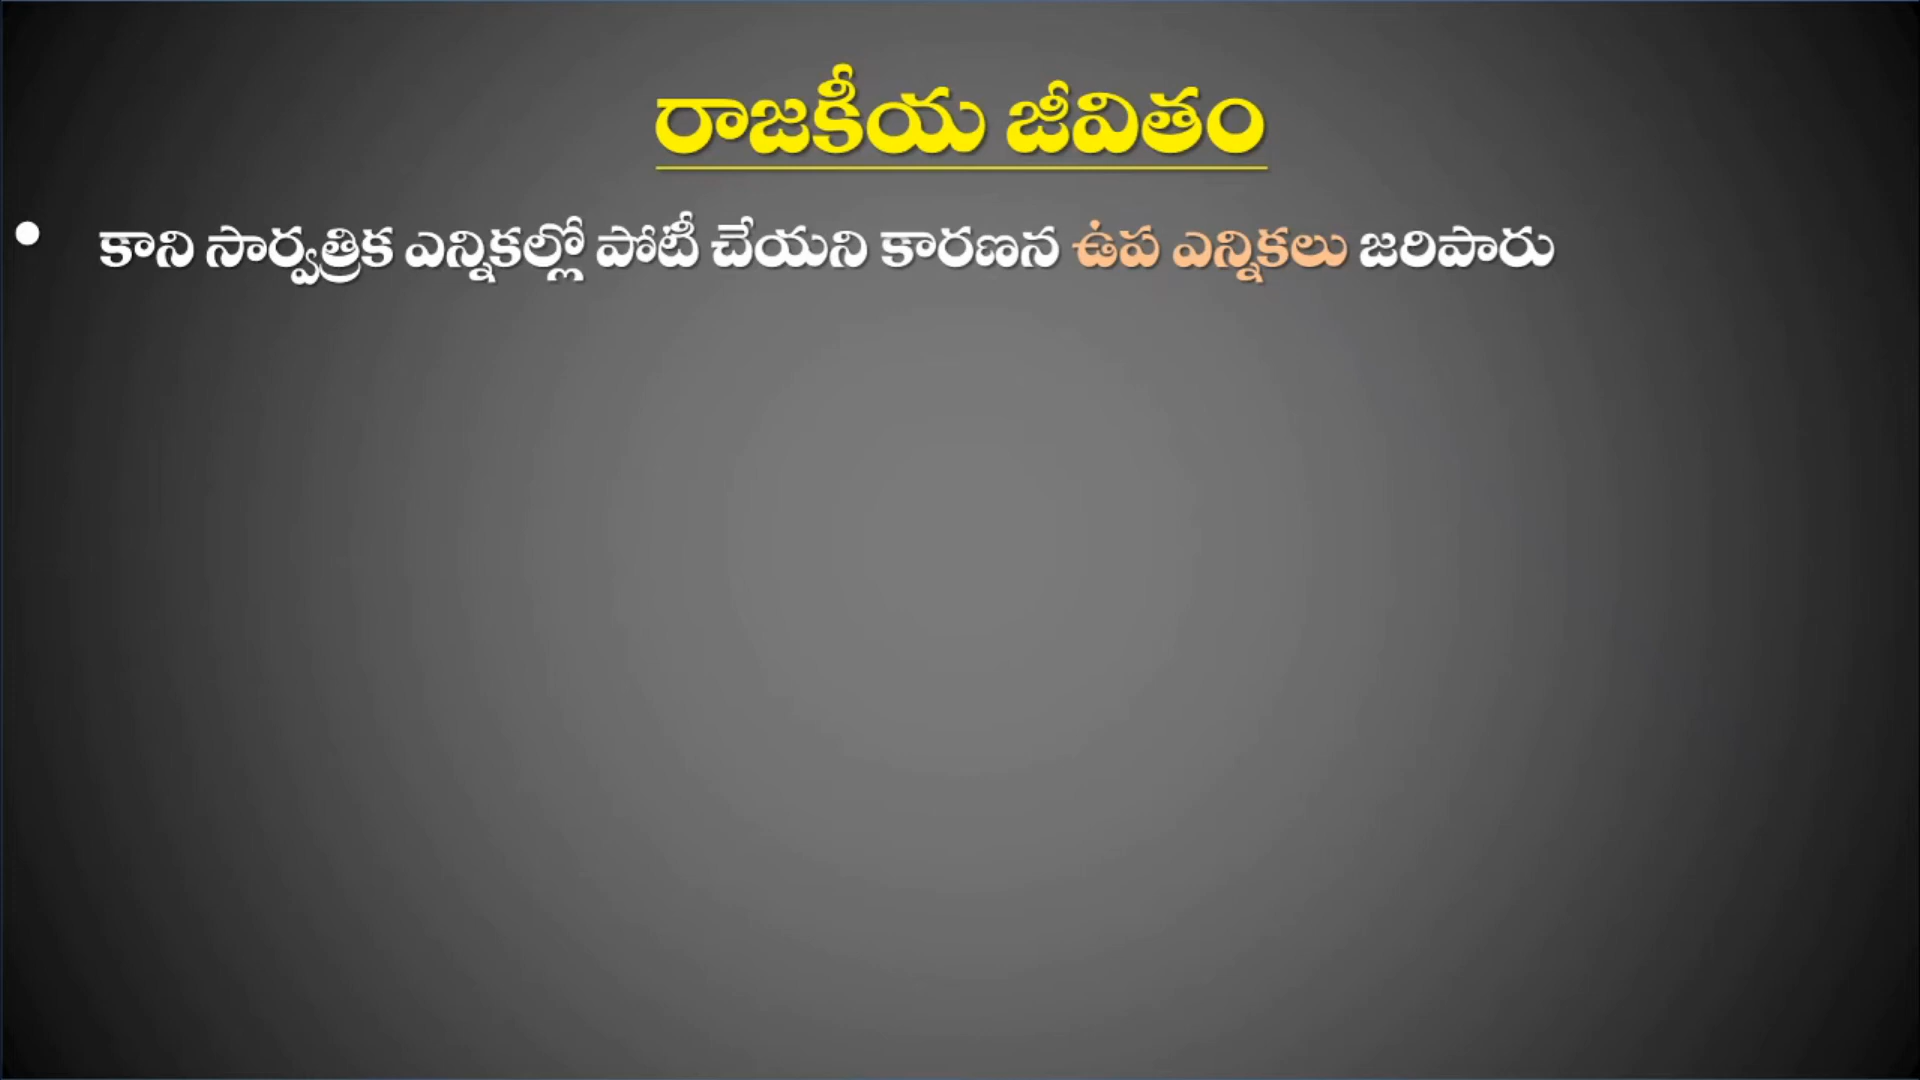 రాజకీయ జీవితం
• కాని సార్వత్రిక ఎన్నికల్లో పోటీ చేయని కారణన ఉప ఎన్నికలు జరిపారు